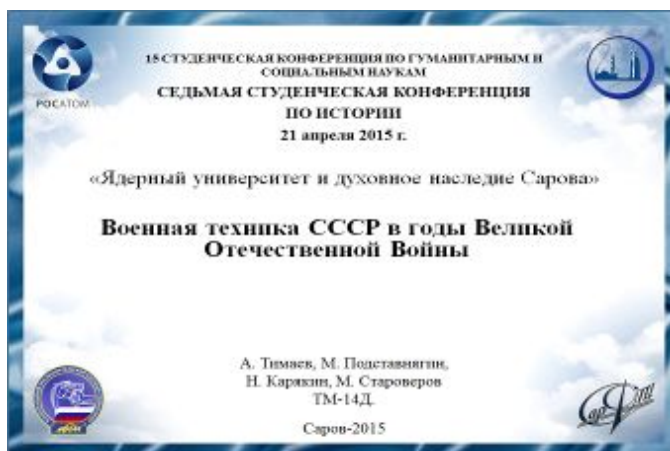 РОСАТОМ
15 СТУДЕНЧЕСКАЯ КОНФЕРЕНЦИЯ ПО ГУМАНИТАРНЫМ И
СОЦИАЛЬНЫМ НАУКАМ
СЕДЬМАЯ СТУДЕНЧЕСКАЯ КОНФЕРЕНЦИЯ
ПО ИСТОРИИ
21 апреля 2015 г.
«Ядерный университет и духовное наследие Сарова»
Военная техника СССР в годы Великой
Отечественной Войны
А. Тимаев, М. Подставнягин,
Н. Карякин, М. Староверов
ТМ-14Д.
Саров-2015